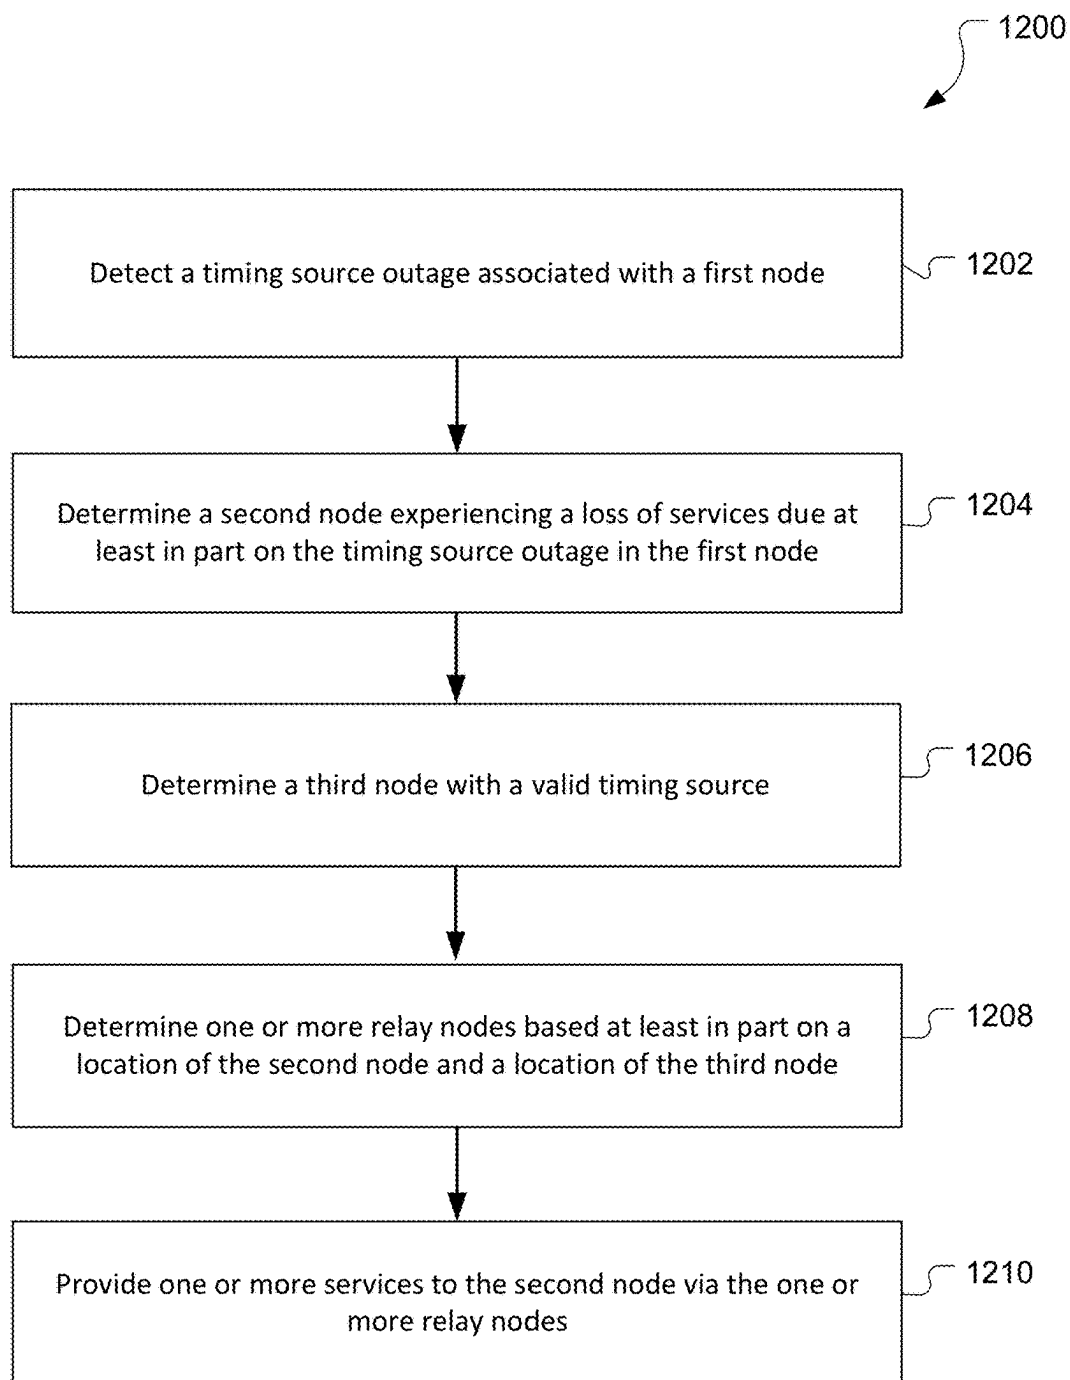 1200
Detect a timing source outage associated with a first node
1202
Determine a second node experiencing a loss of services due at
least in part on the timing source outage in the first node
1204
Determine a third node with a valid timing source
1206
Determine one or more relay nodes based at least in part on a
location of the second node and a location of the third node
1208
Provide one or more services to the second node via the one or
more relay nodes
1210